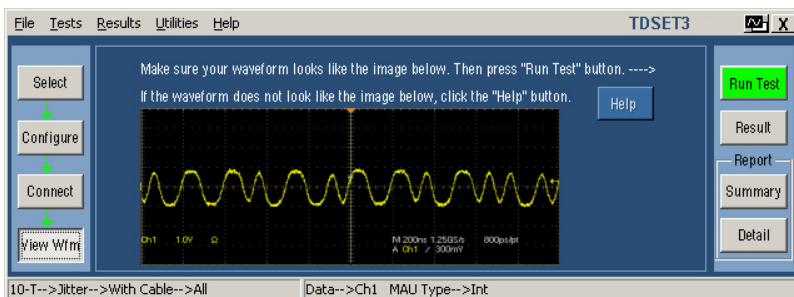 File Tests Results Utilities Help TDSET3 X
Make sure your waveform looks like the image below. Then press "Run Test" button. ---->
If the waveform does not look like the image below, click the "Help" button.
Help
Select
Configure
Connect
View Wfm
Ch1 1.0V Ω
M 200ns 1.25GS/s 800ps/pt
A Ch1 / 300mV
Run Test
Result
Report
Summary
Detail
10-T-->Jitter-->With Cable-->All Data-->Ch1 MAU Type-->Int